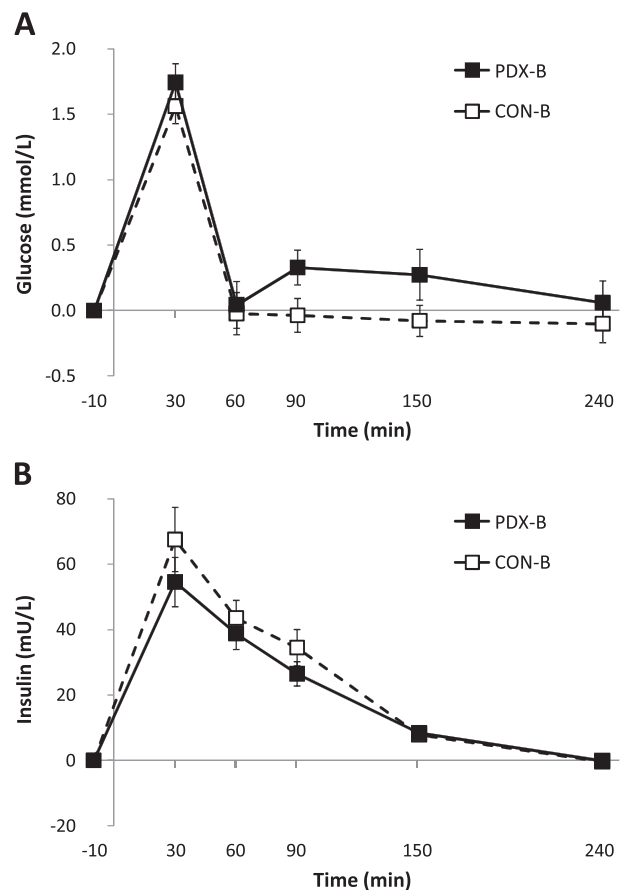 A
2.0
1.5
1.0
0.5
0.0
-0.5
Glucose (mmol/L)
PDX-B
CON-B
-10 30 60 90 150 240
Time (min)
B
80
60
40
20
0
-20
Insulin (mU/L)
PDX-B
CON-B
-10 30 60 90 150 240
Time (min)